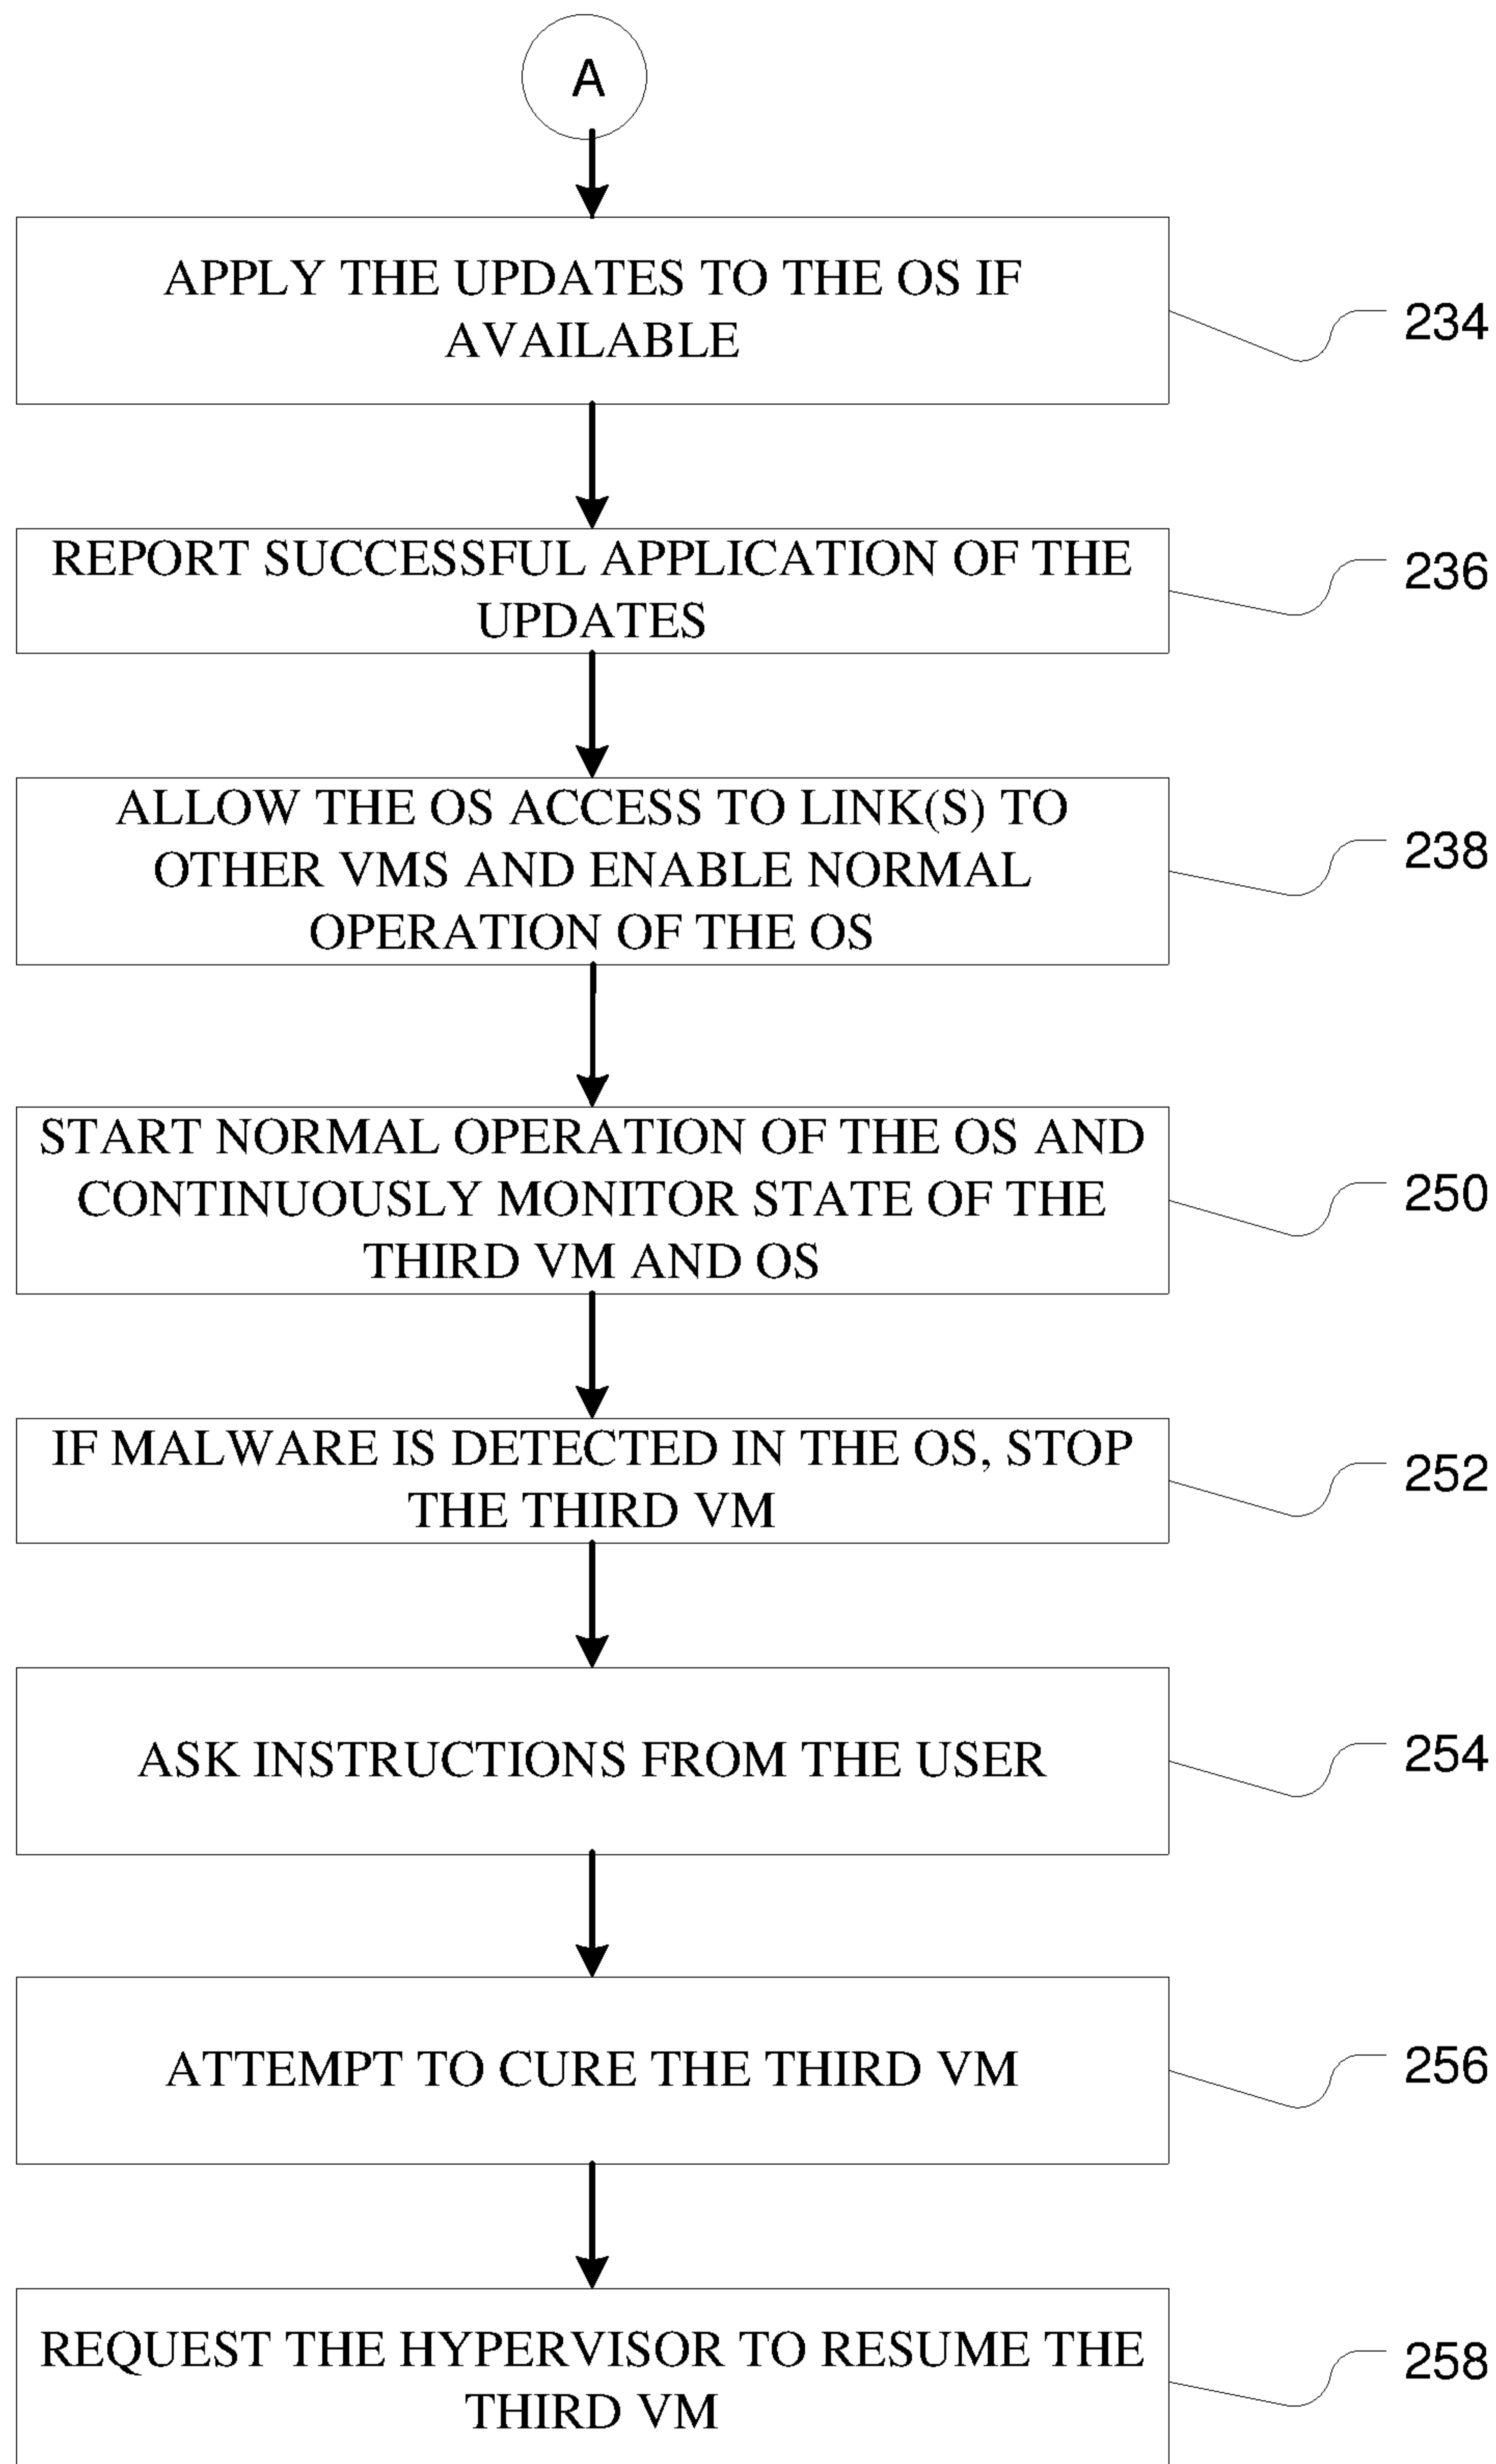 A
APPLY THE UPDATES TO THE OS IF
AVAILABLE
234
REPORT SUCCESSFUL APPLICATION OF THE
UPDATES
236
ALLOW THE OS ACCESS TO LINK(S) TO
OTHER VMS AND ENABLE NORMAL
OPERATION OF THE OS
238
START NORMAL OPERATION OF THE OS AND
CONTINUOUSLY MONITOR STATE OF THE
THIRD VM AND OS
250
IF MALWARE IS DETECTED IN THE OS, STOP
THE THIRD VM
252
ASK INSTRUCTIONS FROM THE USER
254
ATTEMPT TO CURE THE THIRD VM
256
REQUEST THE HYPERVISOR TO RESUME THE
THIRD VM
258